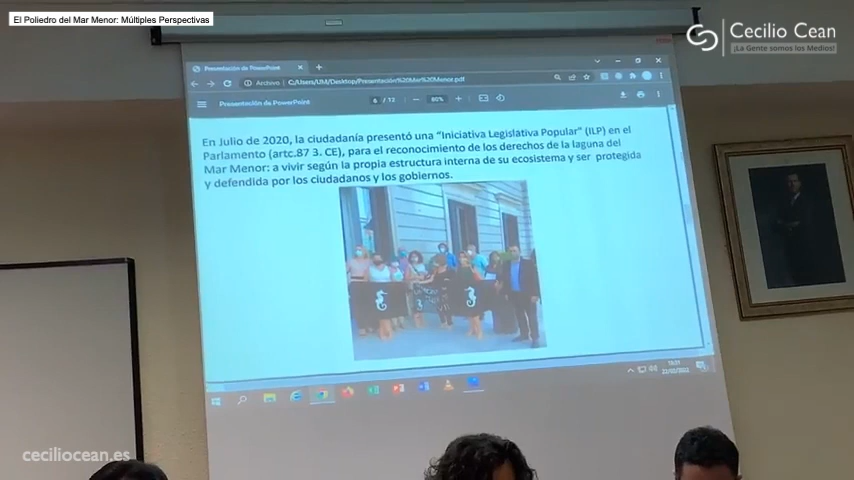 El Poliedro del Mar Menor: Múltiples Perspectivas
Cecilio Cean
¡La Gente somos los Medios!
Presentación de PowerPoint
Archivo C:/Users/UM/Desktop/Presentación%20Mar%20Menor.pdf
Presentación de PowerPoint
6 / 12
80%
En Julio de 2020, la ciudadanía presentó una "Iniciativa Legislativa Popular" (ILP) en el
Parlamento (artc.87 3. CE), para el reconocimiento de los derechos de la laguna del
Mar Menor: a vivir según la propia estructura interna de su ecosistema y ser protegida
y defendida por los ciudadanos y los gobiernos.
ceciliocean.es